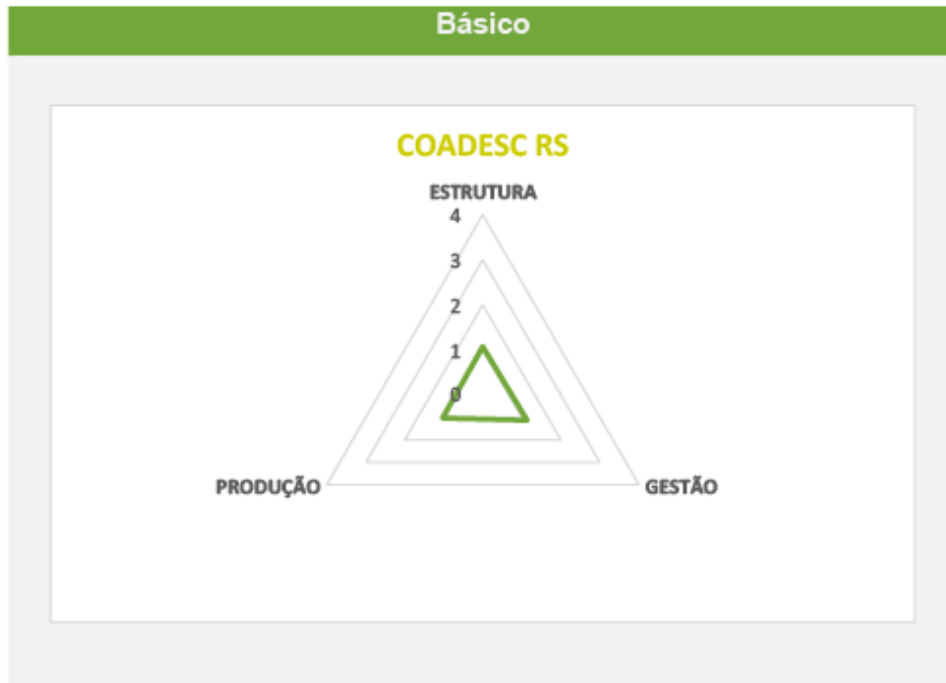 Básico
COADESC RS
ESTRUTURA
4
3
2
1
0
PRODUÇÃO
GESTÃO